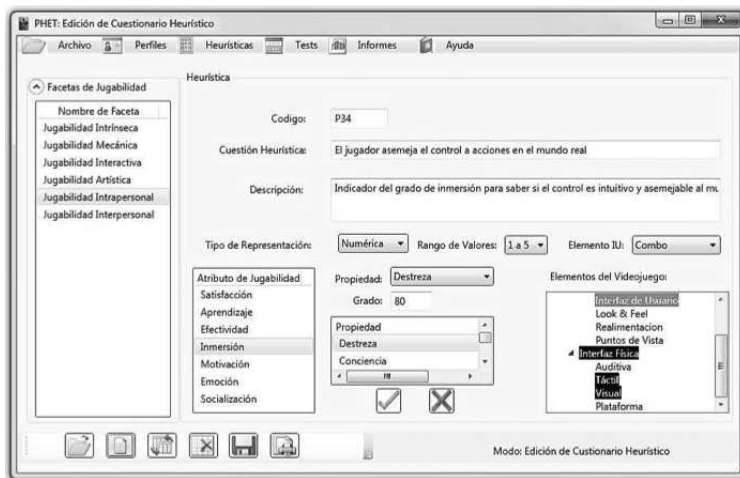 PHET: Edición de Cuestionario Heurístico
Archivo Perfiles Heurísticas Tests Informes Ayuda
Facetas de Jugabilidad
Nombre de Faceta
Jugabilidad Intrínseca
Jugabilidad Mecánica
Jugabilidad Interactiva
Jugabilidad Artística
Jugabilidad Intrapersonal
Jugabilidad Interpersonal
Heurística
Codigo: P34
Cuestión Heurística: El jugador asemeja el control a acciones en el mundo real
Descripción: Indicador del grado de inmersión para saber si el control es intuitivo y asemejable al mu
Tipo de Representación: Numérica Rango de Valores: 1 a 5 Elemento IU: Combo
Atributo de Jugabilidad
Satisfacción
Aprendizaje
Efectividad
Inmersión
Motivación
Emoción
Socialización
Propiedad: Destreza
Grado: 80
Propiedad
Destreza
Conciencia
Elementos del Videojuego:
Interfaz de Usuario
Look & Feel
Realimentacion
Puntos de Vista
Interfaz Física
Auditiva
Táctil
Visual
Plataforma
Modo: Edición de Custionario Heurístico